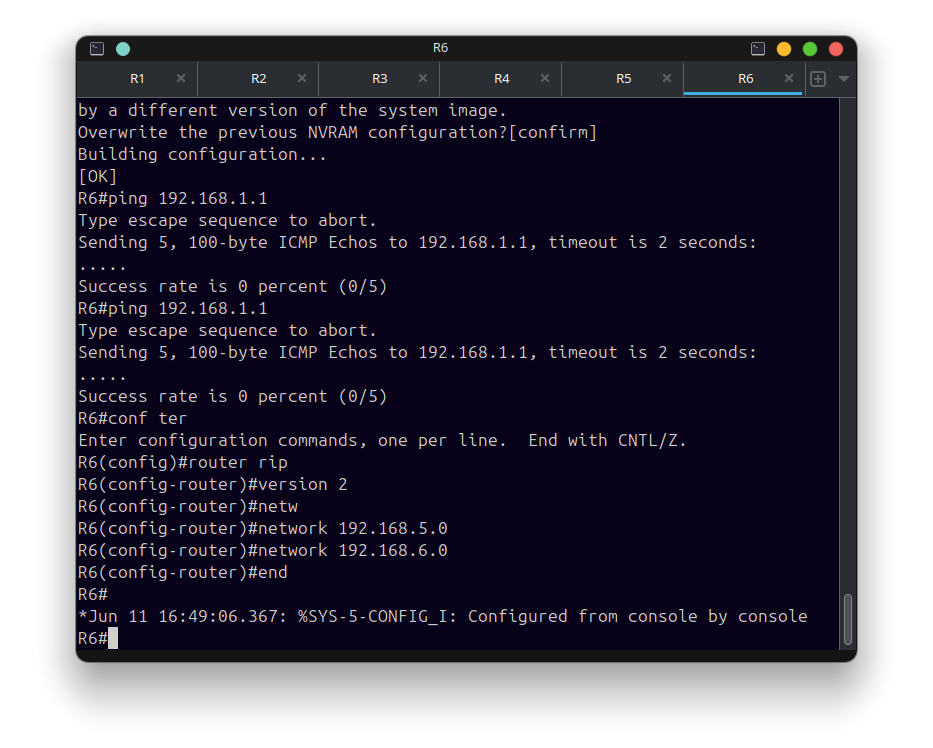 R6
R1 R2 R3 R4 R5 R6
by a different version of the system image.
Overwrite the previous NVRAM configuration?[confirm]
Building configuration...
[OK]
R6#ping 192.168.1.1
Type escape sequence to abort.
Sending 5, 100-byte ICMP Echos to 192.168.1.1, timeout is 2 seconds:
.....
Success rate is 0 percent (0/5)
R6#ping 192.168.1.1
Type escape sequence to abort.
Sending 5, 100-byte ICMP Echos to 192.168.1.1, timeout is 2 seconds:
.....
Success rate is 0 percent (0/5)
R6#conf ter
Enter configuration commands, one per line.  End with CNTL/Z.
R6(config)#router rip
R6(config-router)#version 2
R6(config-router)#netw
R6(config-router)#network 192.168.5.0
R6(config-router)#network 192.168.6.0
R6(config-router)#end
R6#
*Jun 11 16:49:06.367: %SYS-5-CONFIG_I: Configured from console by console
R6#